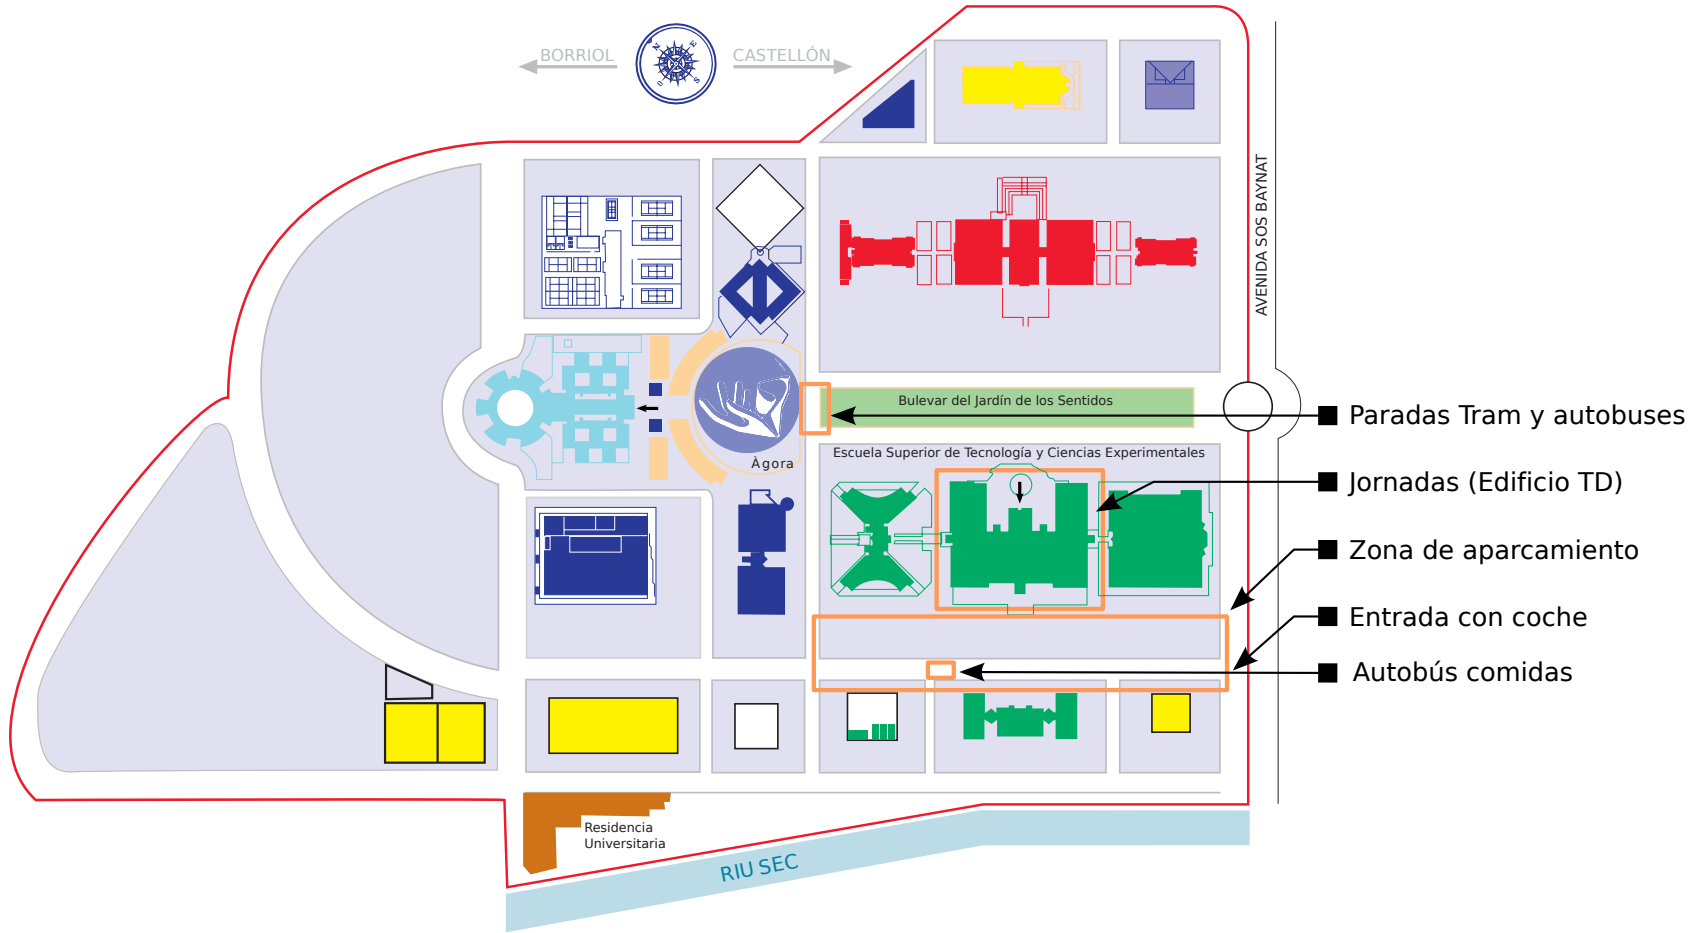 BORRIOL
N
E
O
S
CASTELLÓN
AVENIDA SOS BAYNAT
Bulevar del Jardín de los Sentidos
Paradas Tram y autobuses
Escuela Superior de Tecnología y Ciencias Experimentales
Àgora
Jornadas (Edificio TD)
Zona de aparcamiento
Entrada con coche
Autobús comidas
Residencia
Universitaria
RIU SEC